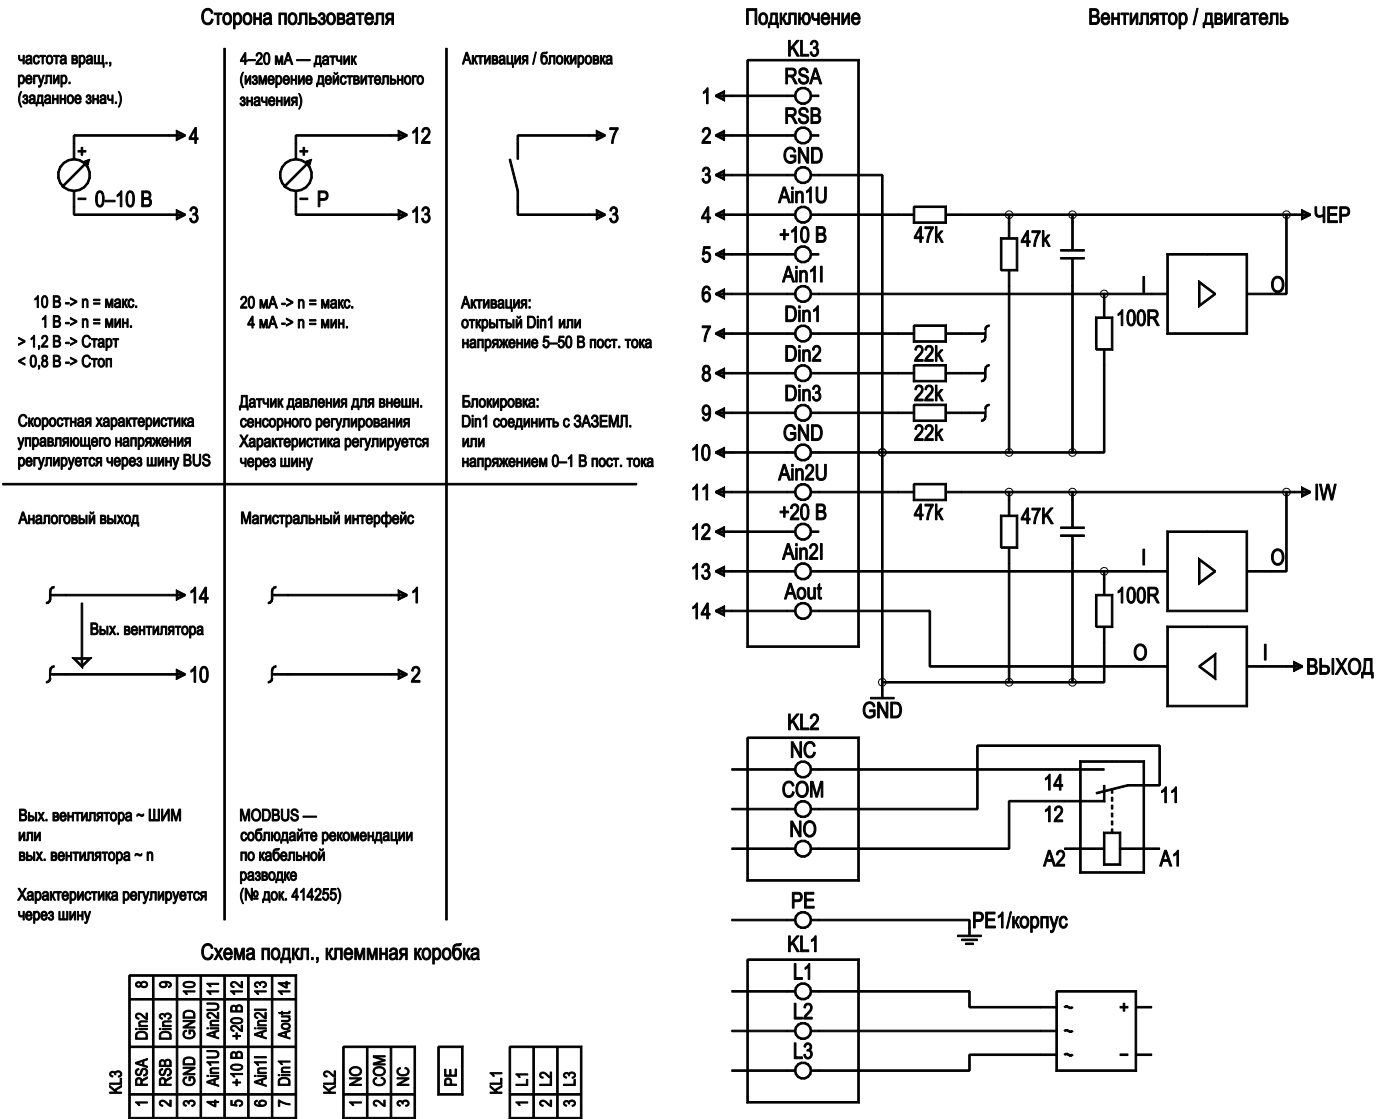 Сторона пользователя
Подключение
Вентилятор / двигатель
частота вращ.,
регулир.
(заданное знач.)
4
+
–
0–10 В
3
10 В -> n = макс.
1 В -> n = мин.
> 1,2 В -> Старт
< 0,8 В -> Стоп
Скоростная характеристика
управляющего напряжения
регулируется через шину BUS
4–20 мА — датчик
(измерение действительного
значения)
12
+
–
P
13
20 мА -> n = макс.
4 мА -> n = мин.
Датчик давления для внешн.
сенсорного регулирования
Характеристика регулируется
через шину
Активация / блокировка
7
3
Активация:
открытый Din1 или
напряжение 5–50 В пост. тока
Блокировка:
Din1 соединить с ЗАЗЕМЛ.
или
напряжением 0–1 В пост. тока
Аналоговый выход
14
Вых. вентилятора
10
Вых. вентилятора ~ ШИМ
или
вых. вентилятора ~ n
Характеристика регулируется
через шину
Магистральный интерфейс
1
2
MODBUS —
соблюдайте рекомендации
по кабельной
разводке
(№ док. 414255)
KL3
1 RSA
2 RSB
3 GND
4 Ain1U 47k 47k ЧЕР
5 +10 В
6 Ain1I 100R I O
7 Din1 22k
8 Din2 22k
9 Din3 22k
10 GND
11 Ain2U 47k 47K IW
12 +20 В
13 Ain2I 100R I O
14 Aout O I ВЫХОД
GND
KL2
NC
COM
NO
14
12
11
A2
A1
PE
PE1/корпус
KL1
L1
L2
L3
~
~
~
+
–
Схема подкл., клеммная коробка
KL3
8 Din2
9 Din3
10 GND
11 Ain2U
12 +20 В
13 Ain2I
14 Aout
1 RSA
2 RSB
3 GND
4 Ain1U
5 +10 В
6 Ain1I
7 Din1
KL2
1 NO
2 COM
3 NC
PE
KL1
1 L1
2 L2
3 L3